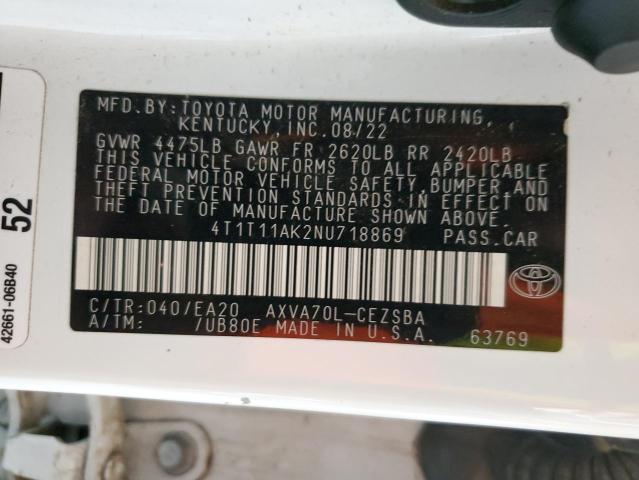 MFD. BY: TOYOTA MOTOR MANUFACTURING,
KENTUCKY, INC. 08/22
GVWR 4475LB GAWR FR 2620LB RR 2420LB
THIS VEHICLE CONFORMS TO ALL APPLICABLE
FEDERAL MOTOR VEHICLE SAFETY, BUMPER AND
THEFT PREVENTION STANDARDS IN EFFECT ON
THE DATE OF MANUFACTURE SHOWN ABOVE.
4T1T11AK2NU718869 PASS.CAR
C/TR: 040/EA20 AXVA70L-CEZSBA
A/TM: /UB80E MADE IN U.S.A. 63769
52
42661-06B40